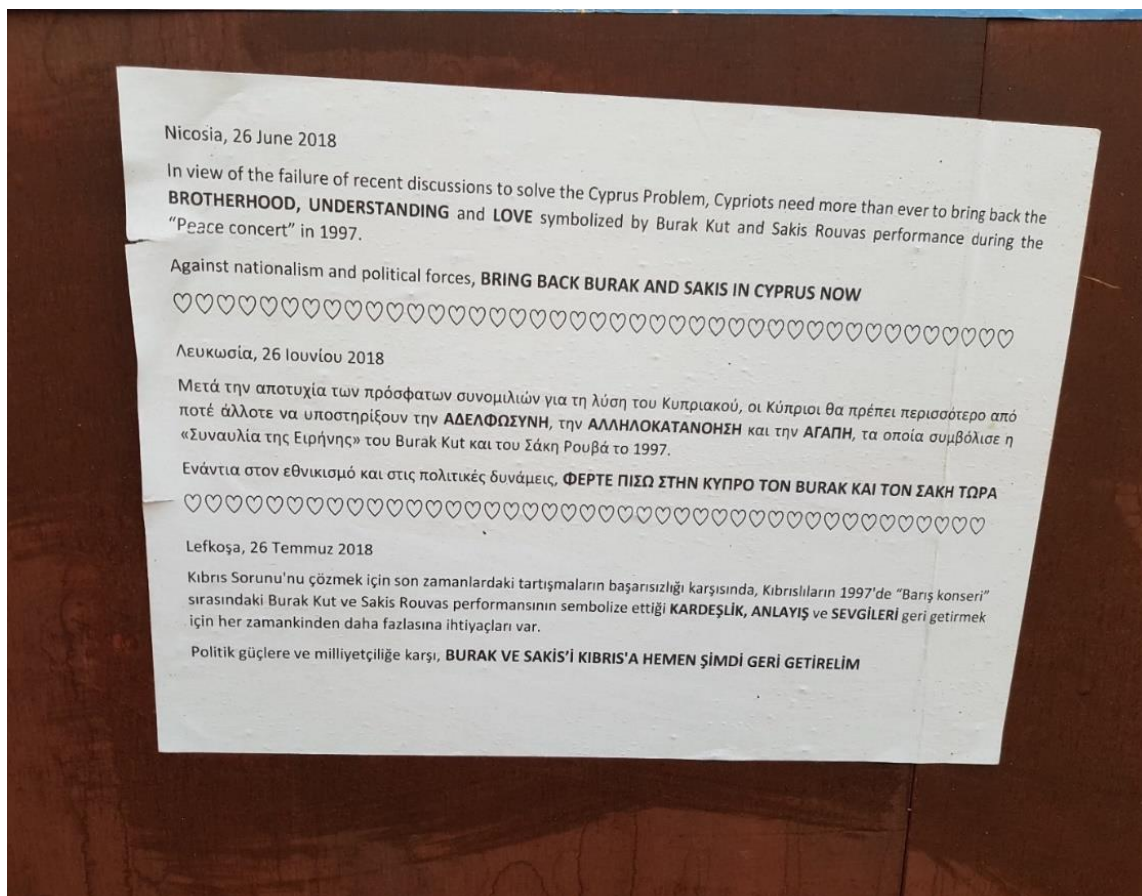 Nicosia, 26 June 2018
In view of the failure of recent discussions to solve the Cyprus Problem, Cypriots need more than ever to bring back the
BROTHERHOOD, UNDERSTANDING and LOVE symbolized by Burak Kut and Sakis Rouvas performance during the
“Peace concert” in 1997.
Against nationalism and political forces, BRING BACK BURAK AND SAKIS IN CYPRUS NOW
Λευκωσία, 26 Ιουνίου 2018
Μετά την αποτυχία των πρόσφατων συνομιλιών για τη λύση του Κυπριακού, οι Κύπριοι θα πρέπει περισσότερο από
ποτέ άλλοτε να υποστηρίξουν την ΑΔΕΛΦΩΣΥΝΗ, την ΑΛΛΗΛΟΚΑΤΑΝΟΗΣΗ και την ΑΓΑΠΗ, τα οποία συμβόλισε η
«Συναυλία της Ειρήνης» του Burak Kut και του Σάκη Ρουβά το 1997.
Ενάντια στον εθνικισμό και στις πολιτικές δυνάμεις, ΦΕΡΤΕ ΠΙΣΩ ΣΤΗΝ ΚΥΠΡΟ ΤΟΝ BURAK ΚΑΙ ΤΟΝ ΣΑΚΗ ΤΩΡΑ
Lefkoşa, 26 Temmuz 2018
Kıbrıs Sorunu'nu çözmek için son zamanlardaki tartışmaların başarısızlığı karşısında, Kıbrıslıların 1997'de “Barış konseri”
sırasındaki Burak Kut ve Sakis Rouvas performansının sembolize ettiği KARDEŞLİK, ANLAYIŞ ve SEVGİLERİ geri getirmek
için her zamankinden daha fazlasına ihtiyaçları var.
Politik güçlere ve milliyetçiliğe karşı, BURAK VE SAKİS’İ KIBRIS'A HEMEN ŞİMDİ GERİ GETİRELİM